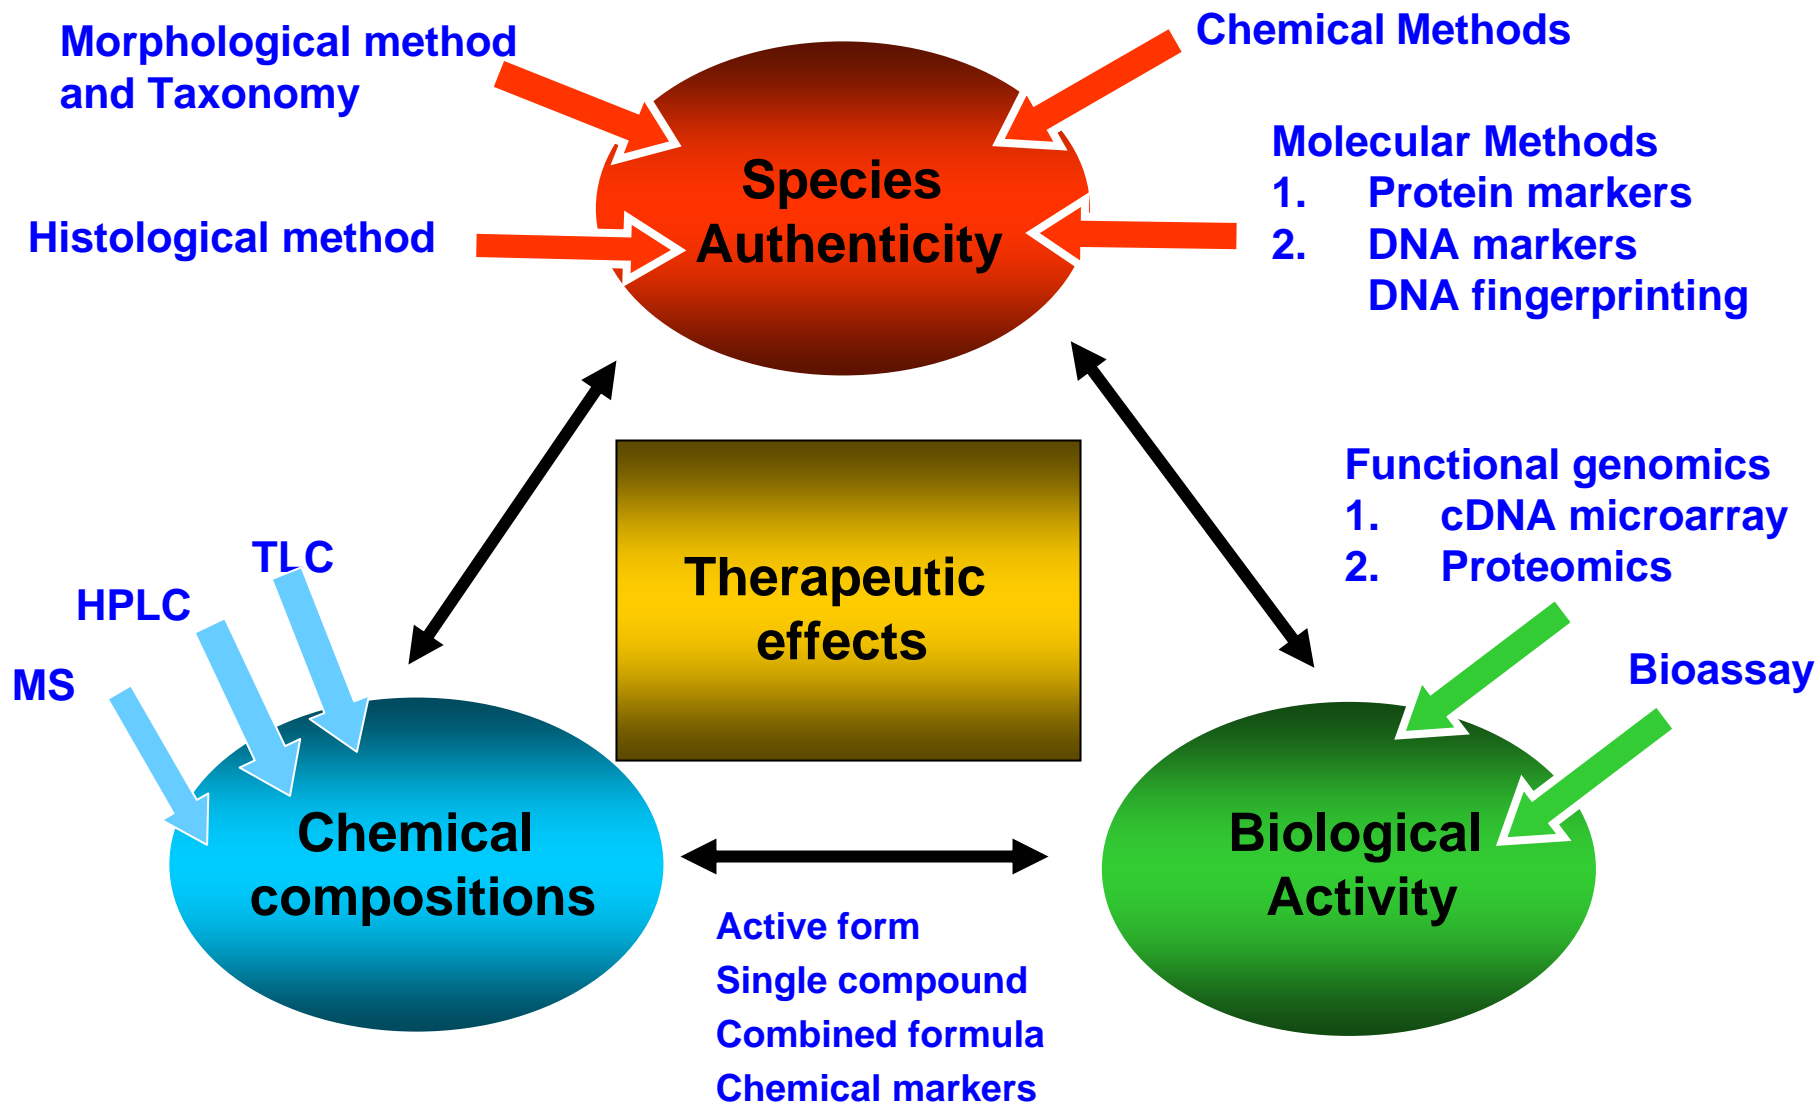 Morphological method
and Taxonomy
Chemical Methods
Species
Authenticity
Molecular Methods
1. Protein markers
2. DNA markers
DNA fingerprinting
Histological method
Functional genomics
1. cDNA microarray
2. Proteomics
Therapeutic
effects
TLC
HPLC
MS
Bioassay
Chemical
compositions
Biological
Activity
Active form
Single compound
Combined formula
Chemical markers